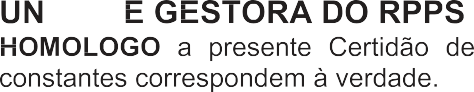 UN E GESTORA DO RPPS
HOMOLOGO a presente Certidão de
constantes correspondem à verdade.